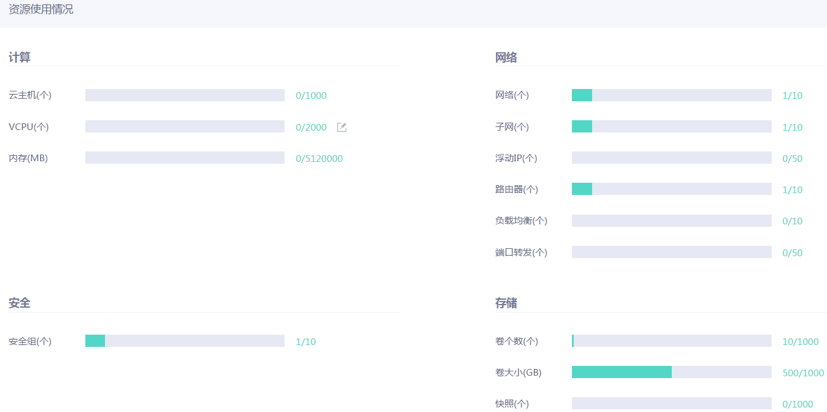 资源使用情况
计算
云主机(个) 0/1000
VCPU(个) 0/2000
内存(MB) 0/5120000
网络
网络(个) 1/10
子网(个) 1/10
浮动IP(个) 0/50
路由器(个) 1/10
负载均衡(个) 0/10
端口转发(个) 0/50
安全
安全组(个) 1/10
存储
卷个数(个) 10/1000
卷大小(GB) 500/1000
快照(个) 0/1000